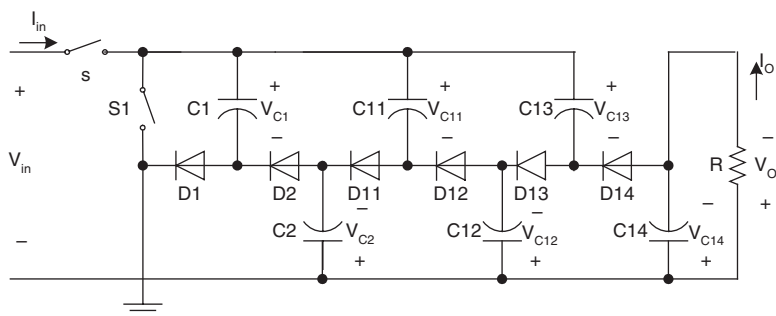 I_in
s
S1
C1
+
V_C1
–
C11
+
V_C11
–
C13
+
V_C13
–
I_O
+
V_in
–
D1
D2
D11
D12
D13
D14
R
–
V_O
+
C2
–
V_C2
+
C12
–
V_C12
+
C14
–
V_C14
+